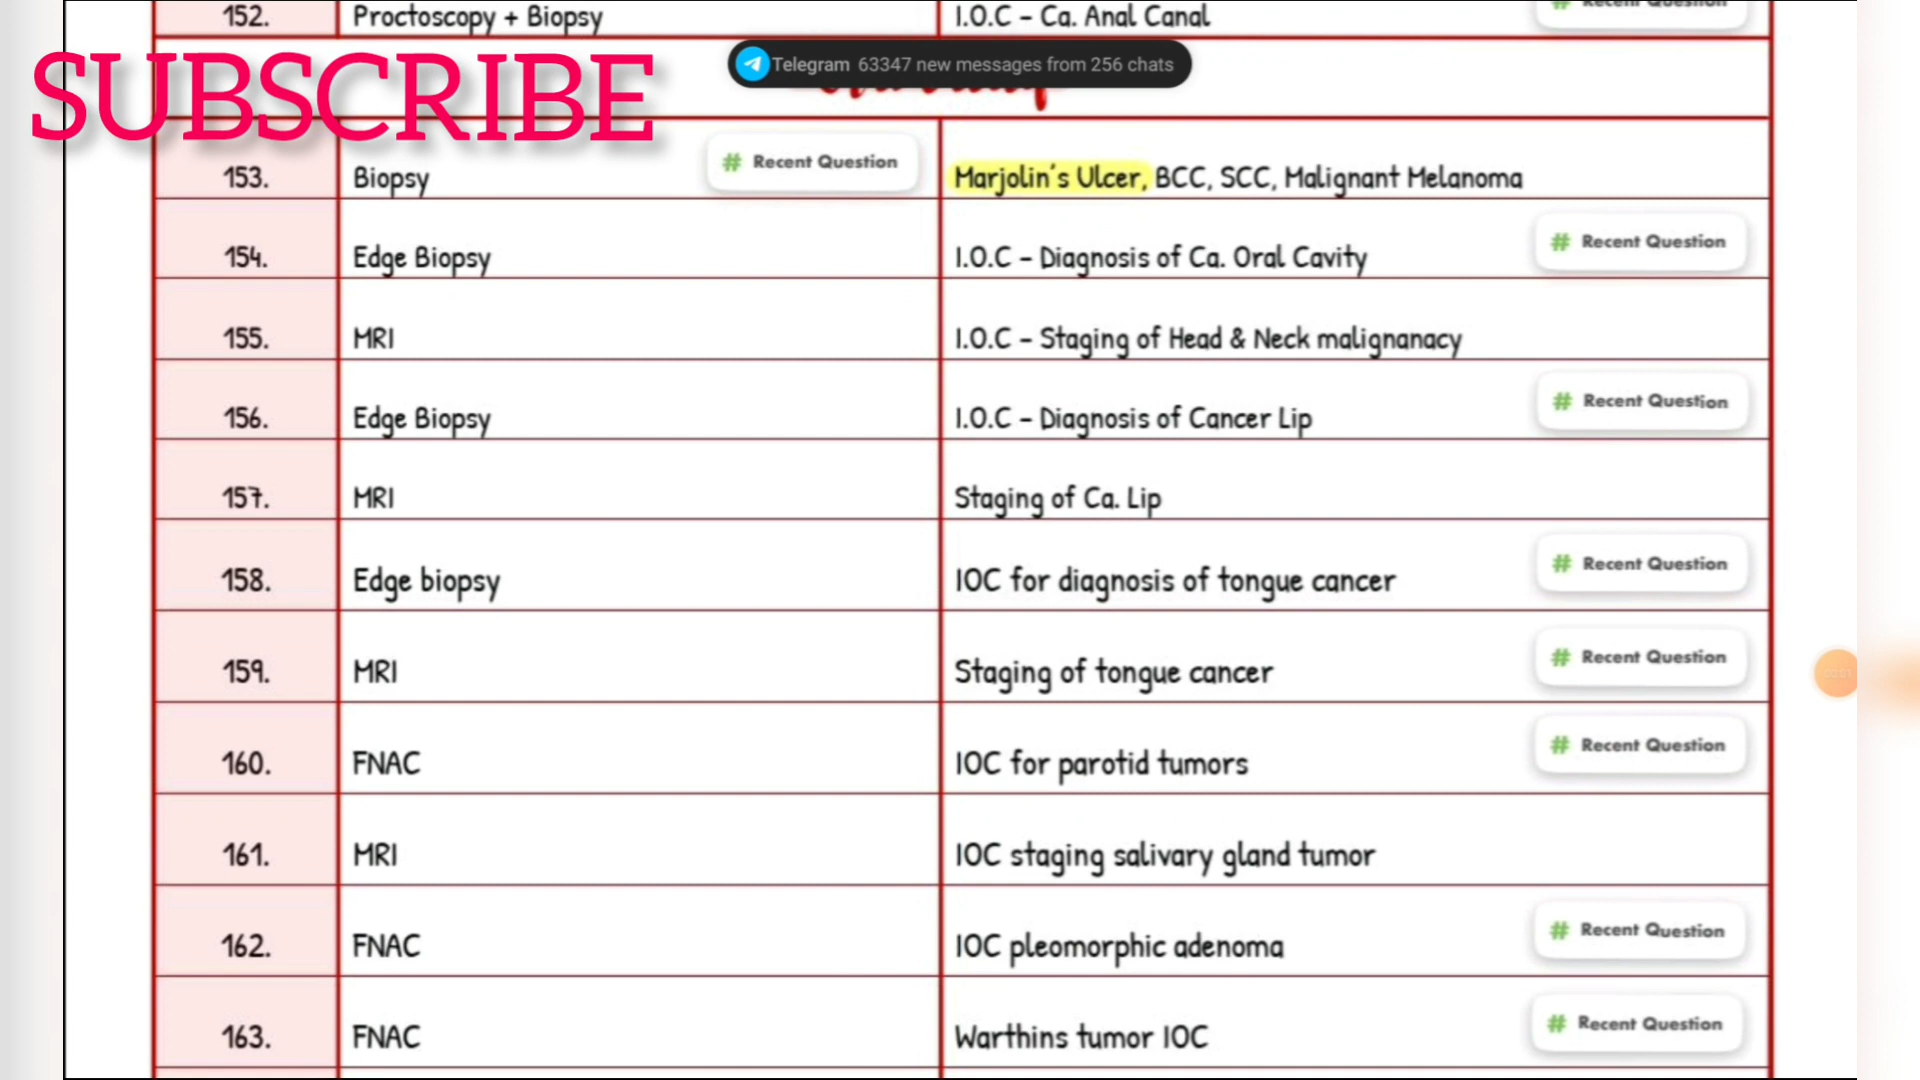 152. Proctoscopy + Biopsy I.O.C - Ca. Anal Canal # Recent Question
SUBSCRIBE
Telegram 63347 new messages from 256 chats
153. Biopsy # Recent Question Marjolin's Ulcer, BCC, SCC, Malignant Melanoma
154. Edge Biopsy I.O.C - Diagnosis of Ca. Oral Cavity # Recent Question
155. MRI I.O.C - Staging of Head & Neck malignanacy
156. Edge Biopsy I.O.C - Diagnosis of Cancer Lip # Recent Question
157. MRI Staging of Ca. Lip
158. Edge biopsy IOC for diagnosis of tongue cancer # Recent Question
159. MRI Staging of tongue cancer # Recent Question
160. FNAC IOC for parotid tumors # Recent Question
161. MRI IOC staging salivary gland tumor
162. FNAC IOC pleomorphic adenoma # Recent Question
163. FNAC Warthins tumor IOC # Recent Question